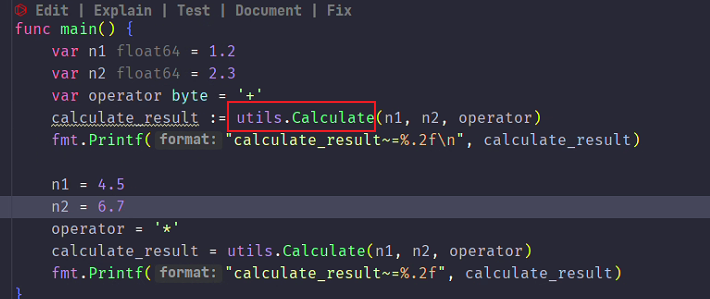 Edit | Explain | Test | Document | Fix
func main() {
    var n1 float64 = 1.2
    var n2 float64 = 2.3
    var operator byte = '+'
    calculate_result := utils.Calculate(n1, n2, operator)
    fmt.Printf(format: "calculate_result~=%.2f\n", calculate_result)

    n1 = 4.5
    n2 = 6.7
    operator = '*'
    calculate_result = utils.Calculate(n1, n2, operator)
    fmt.Printf(format: "calculate_result~=%.2f", calculate_result)
}